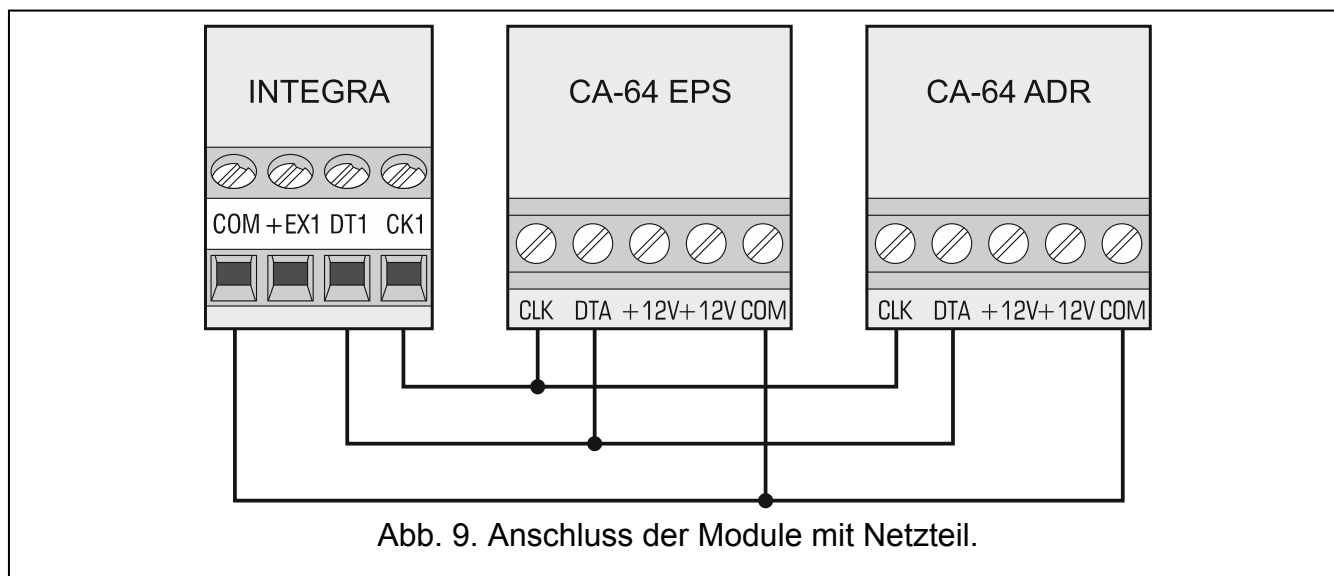 INTEGRA
CA-64 EPS
CA-64 ADR
COM +EX1 DT1 CK1
CLK DTA +12V +12V COM
CLK DTA +12V +12V COM
Abb. 9. Anschluss der Module mit Netzteil.